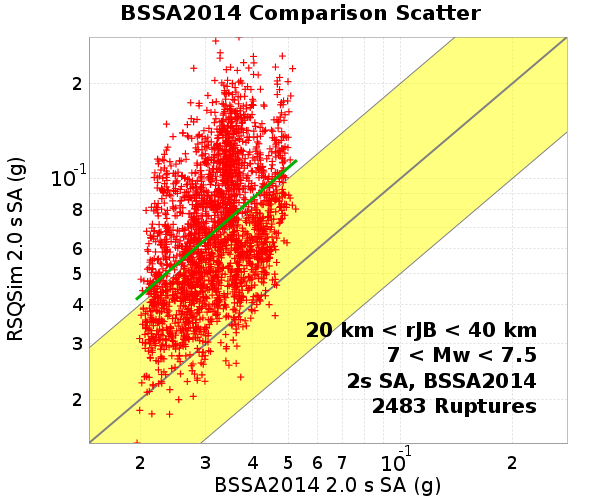 BSSA2014 Comparison Scatter
RSQSim 2.0 s SA (g)
2
10-1
8
6
5
4
3
2
20 km < rJB < 40 km
7 < Mw < 7.5
2s SA, BSSA2014
2483 Ruptures
2 3 4 5 6 7 10-1 2
BSSA2014 2.0 s SA (g)